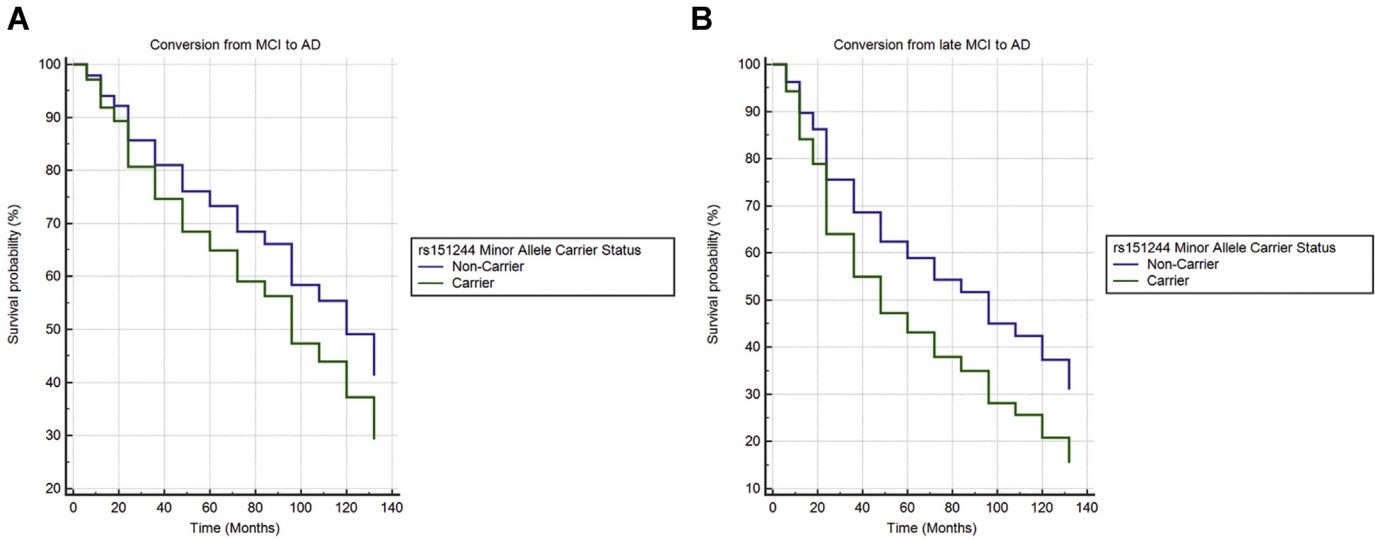 A
Conversion from MCI to AD
100
90
80
70
60
50
40
30
20
Survival probability (%)
0 20 40 60 80 100 120 140
Time (Months)
rs151244 Minor Allele Carrier Status
Non-Carrier
Carrier
B
Conversion from late MCI to AD
100
90
80
70
60
50
40
30
20
10
Survival probability (%)
0 20 40 60 80 100 120 140
Time (Months)
rs151244 Minor Allele Carrier Status
Non-Carrier
Carrier